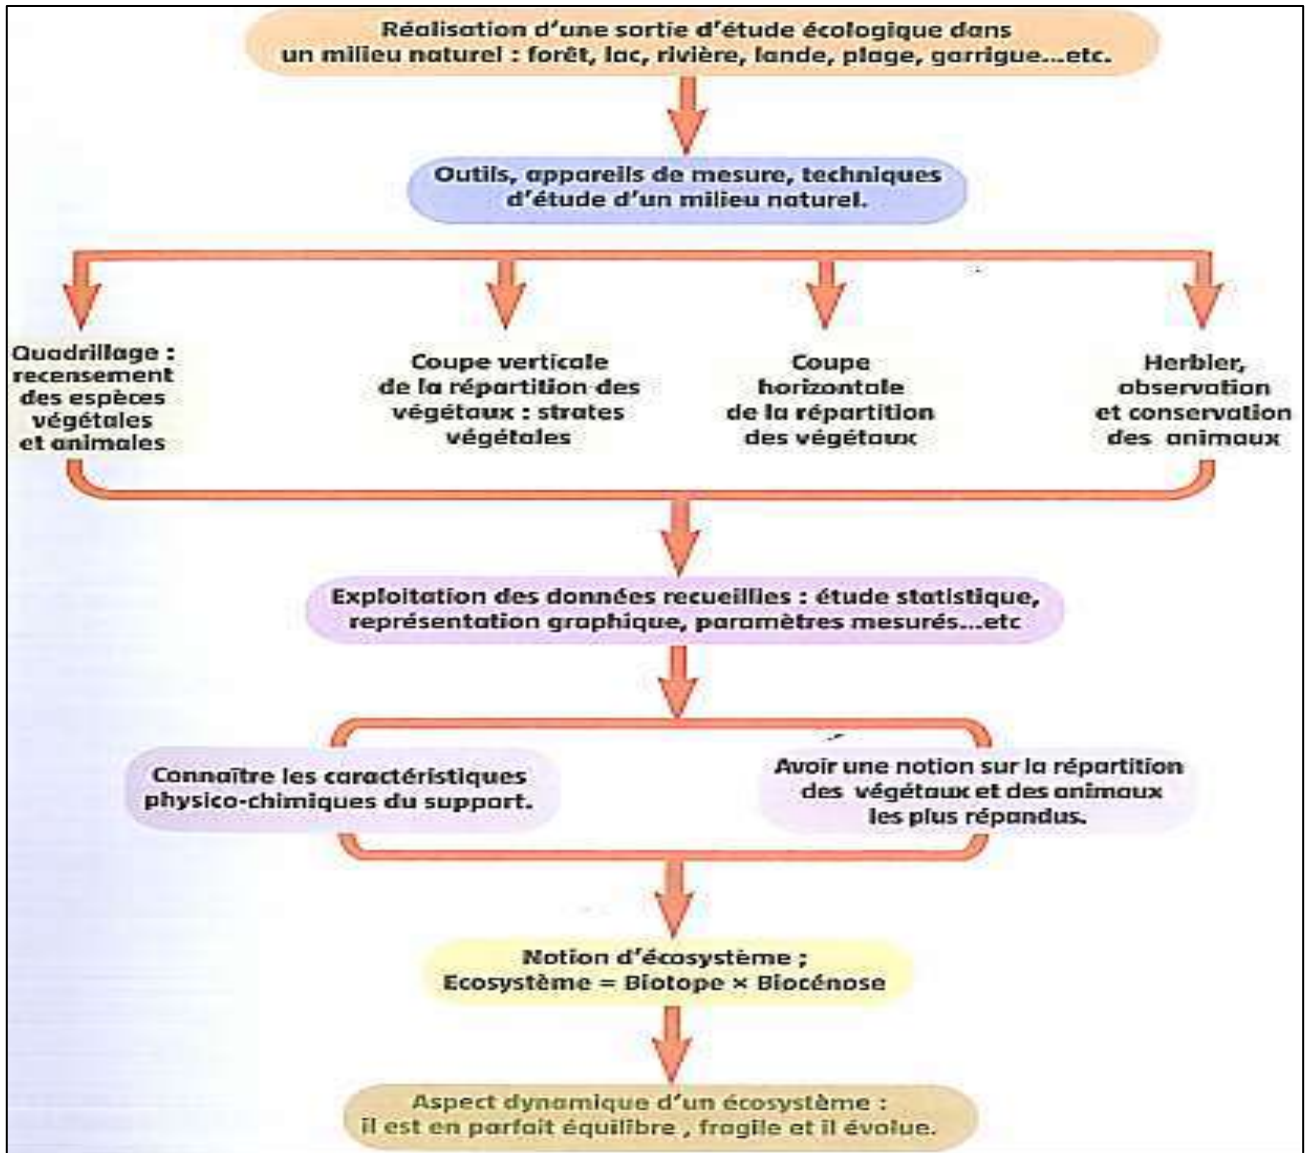 Réalisation d'une sortie d'étude écologique dans
un milieu naturel : forêt, lac, rivière, lande, plage, garrigue...etc.
Outils, appareils de mesure, techniques
d'étude d'un milieu naturel.
Quadrillage :
recensement
des espèces
végétales
et animales
Coupe verticale
de la répartition des
végétaux : strates
végétales
Coupe
horizontale
de la répartition
des végétaux
Herbier,
observation
et conservation
des animaux
Exploitation des données recueillies : étude statistique,
représentation graphique, paramètres mesurés...etc
Connaître les caractéristiques
physico-chimiques du support.
Avoir une notion sur la répartition
des végétaux et des animaux
les plus répandus.
Notion d'écosystème ;
Ecosystème = Biotope × Biocénose
Aspect dynamique d'un écosystème :
il est en parfait équilibre , fragile et il évolue.